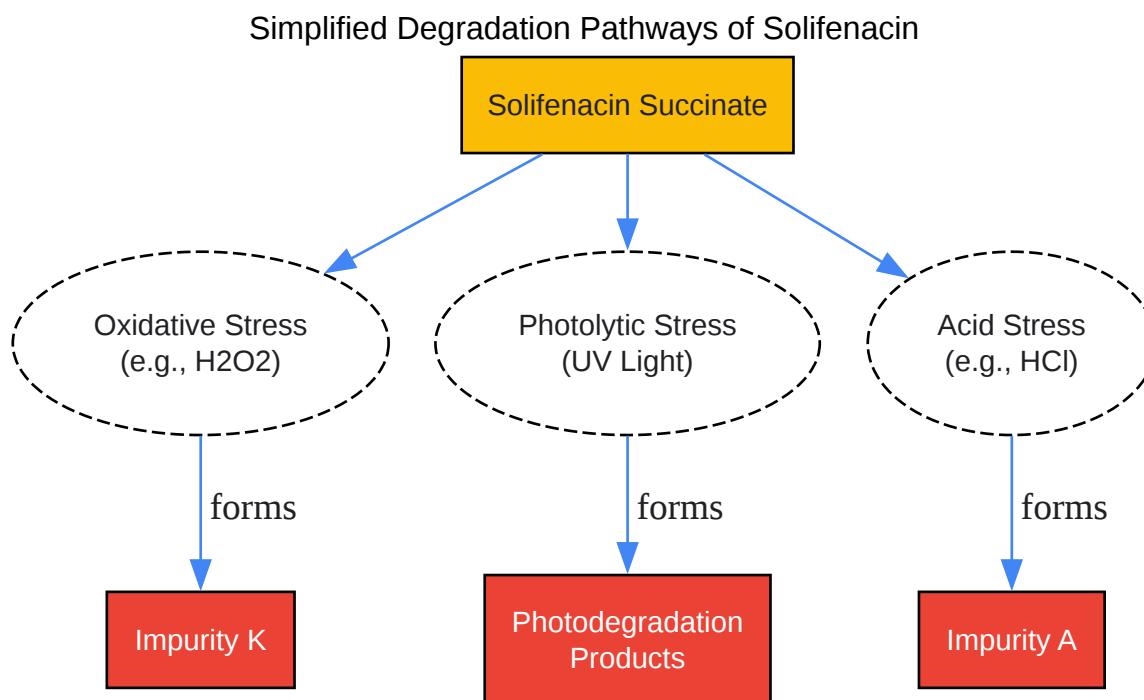 Simplified Degradation Pathways of Solifenacin
Solifenacin Succinate
Oxidative Stress
(e.g., H2O2)
Photolytic Stress
(UV Light)
Acid Stress
(e.g., HCl)
forms
forms
forms
Impurity K
Photodegradation
Products
Impurity A